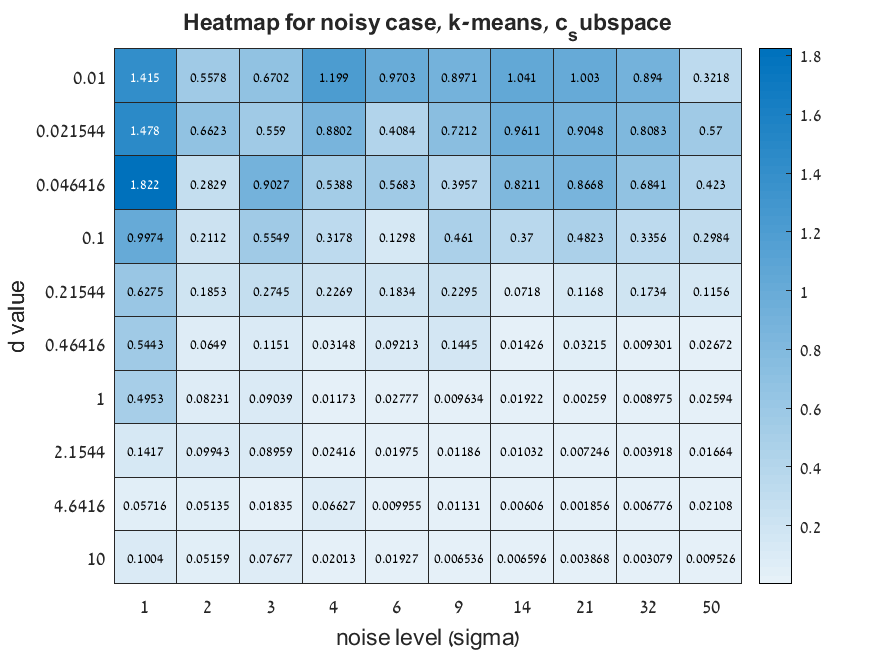 Heatmap for noisy case, k-means, c_subspace
0.01 1.415 0.5578 0.6702 1.199 0.9703 0.8971 1.041 1.003 0.894 0.3218
0.021544 1.478 0.6623 0.559 0.8802 0.4084 0.7212 0.9611 0.9048 0.8083 0.57
0.046416 1.822 0.2829 0.9027 0.5388 0.5683 0.3957 0.8211 0.8668 0.6841 0.423
0.1 0.9974 0.2112 0.5549 0.3178 0.1298 0.461 0.37 0.4823 0.3356 0.2984
0.21544 0.6275 0.1853 0.2745 0.2269 0.1834 0.2295 0.0718 0.1168 0.1734 0.1156
0.46416 0.5443 0.0649 0.1151 0.03148 0.09213 0.1445 0.01426 0.03215 0.009301 0.02672
1 0.4953 0.08231 0.09039 0.01173 0.02777 0.009634 0.01922 0.00259 0.008975 0.02594
2.1544 0.1417 0.09943 0.08959 0.02416 0.01975 0.01186 0.01032 0.007246 0.003918 0.01664
4.6416 0.05716 0.05135 0.01835 0.06627 0.009955 0.01131 0.00606 0.001856 0.006776 0.02108
10 0.1004 0.05159 0.07677 0.02013 0.01927 0.006536 0.006596 0.003868 0.003079 0.009526
1 2 3 4 6 9 14 21 32 50
noise level (sigma)
d value
1.8
1.6
1.4
1.2
1
0.8
0.6
0.4
0.2